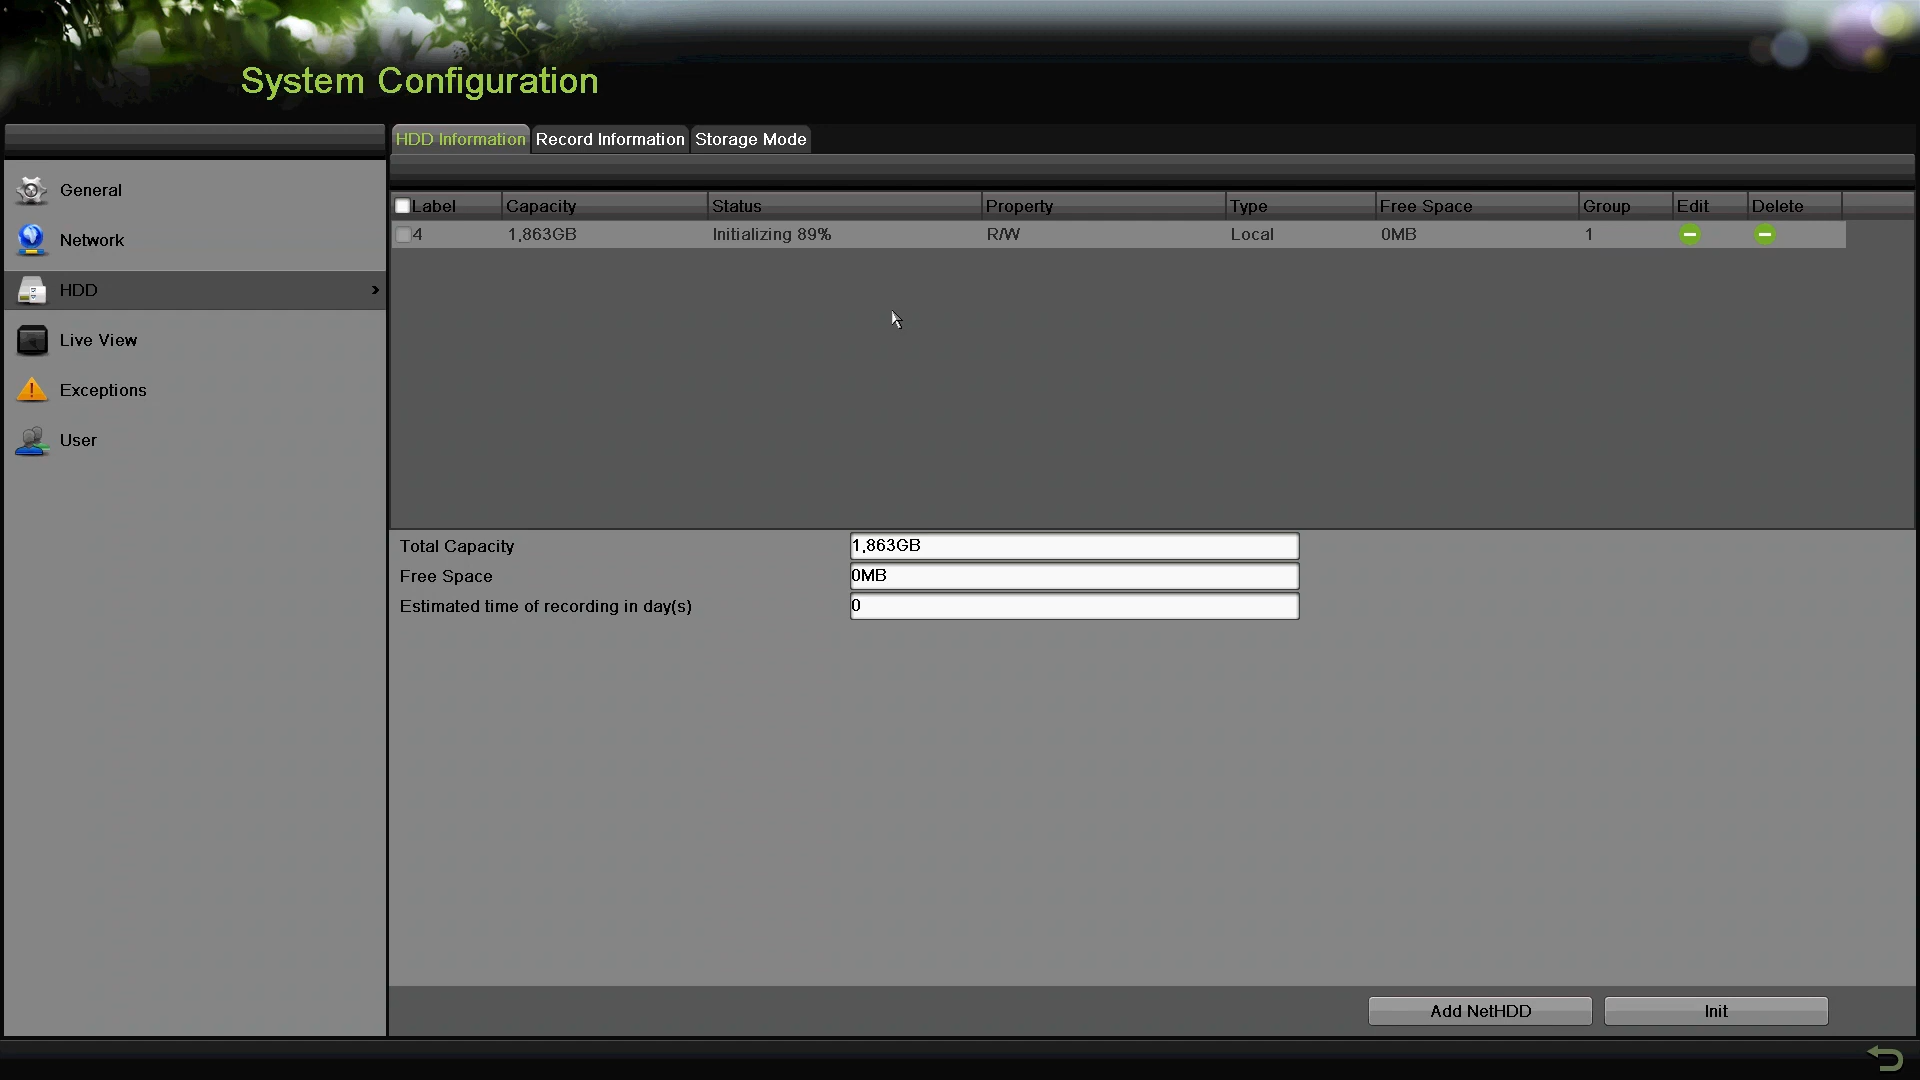 System Configuration
HDD Information Record Information Storage Mode
General
Network
HDD
Live View
Exceptions
User
Label Capacity Status Property Type Free Space Group Edit Delete
4 1,863GB Initializing 89% R/W Local 0MB 1
Total Capacity 1,863GB
Free Space 0MB
Estimated time of recording in day(s) 0
Add NetHDD Init